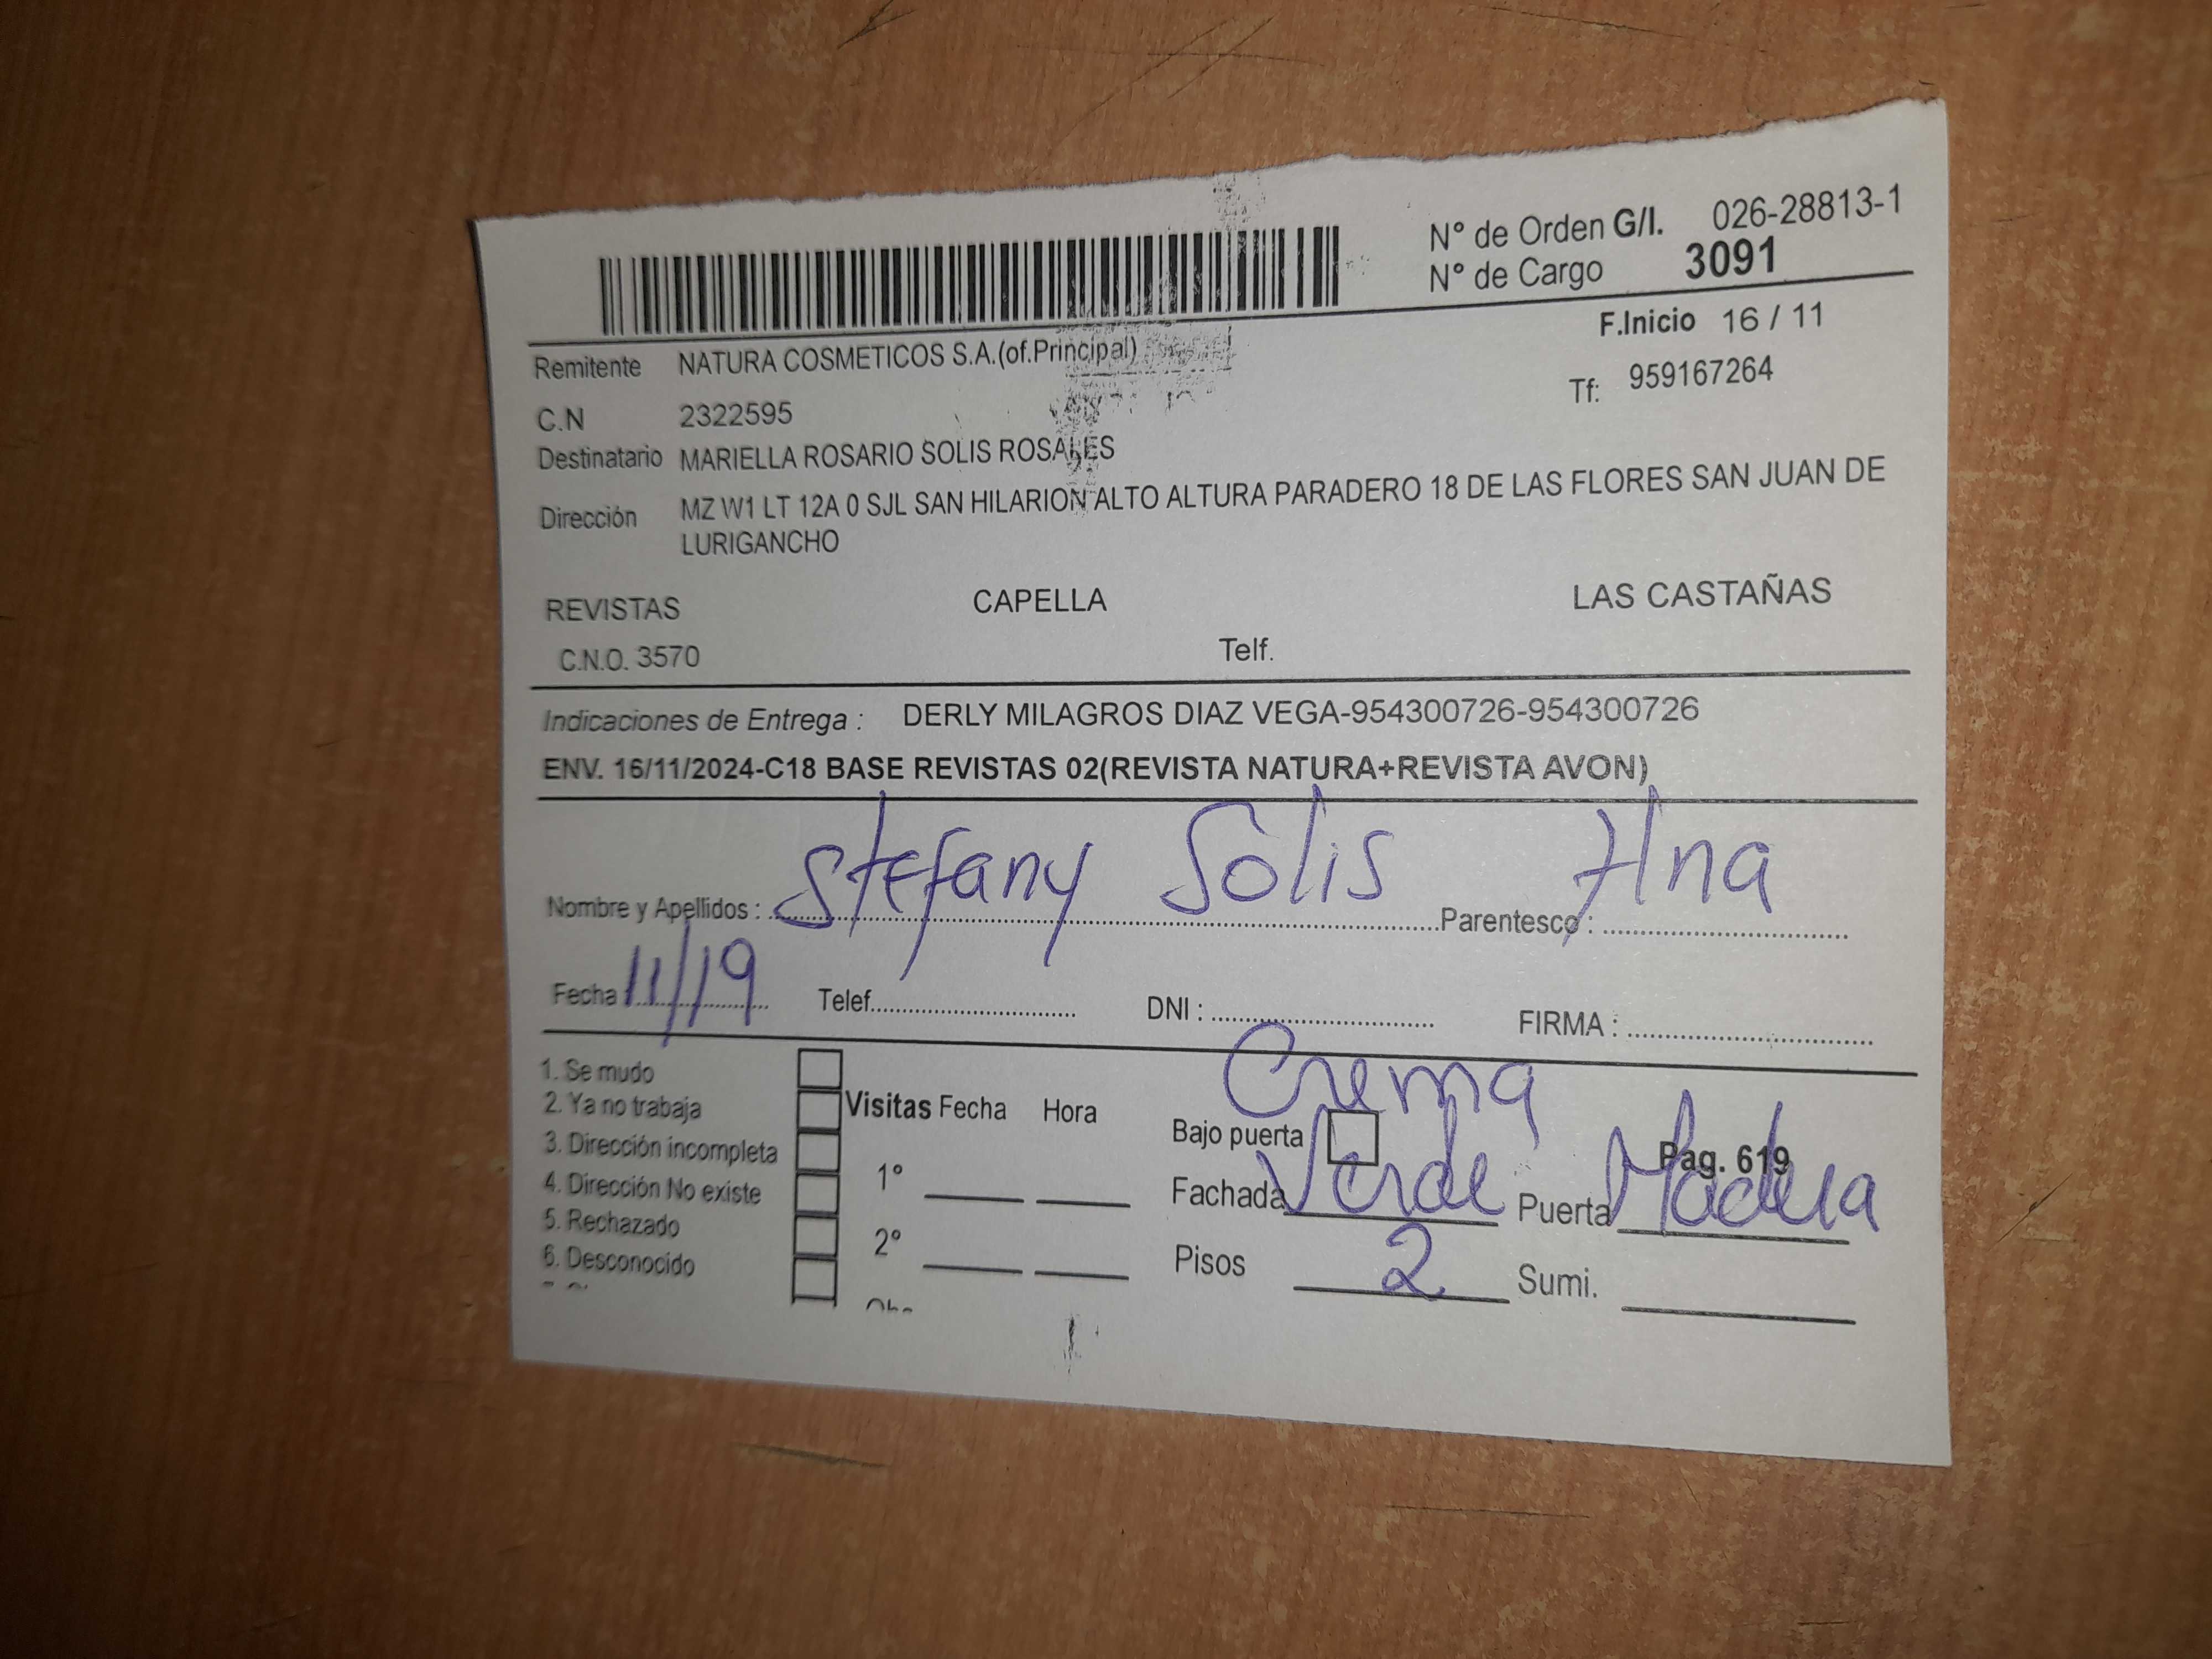 N° de Orden G/I. 026-28813-1
N° de Cargo 3091
F.Inicio 16 / 11
Remitente NATURA COSMETICOS S.A.(of.Principal)
Tf: 959167264
C.N 2322595
Destinatario MARIELLA ROSARIO SOLIS ROSALES
Dirección MZ W1 LT 12A 0 SJL SAN HILARION ALTO ALTURA PARADERO 18 DE LAS FLORES SAN JUAN DE
LURIGANCHO
REVISTAS CAPELLA LAS CASTAÑAS
C.N.O. 3570 Telf.
Indicaciones de Entrega : DERLY MILAGROS DIAZ VEGA-954300726-954300726
ENV. 16/11/2024-C18 BASE REVISTAS 02(REVISTA NATURA+REVISTA AVON)
Nombre y Apellidos : Stefany Solis Parentesco : Hna
Fecha 11/19 Telef. DNI : FIRMA :
1. Se mudo
2. Ya no trabaja
3. Dirección incompleta
4. Dirección No existe
5. Rechazado
6. Desconocido
Visitas Fecha Hora
1°
2°
Crema
Bajo puerta Pag. 619
Fachada Verde Puerta Madera
Pisos 2 Sumi.